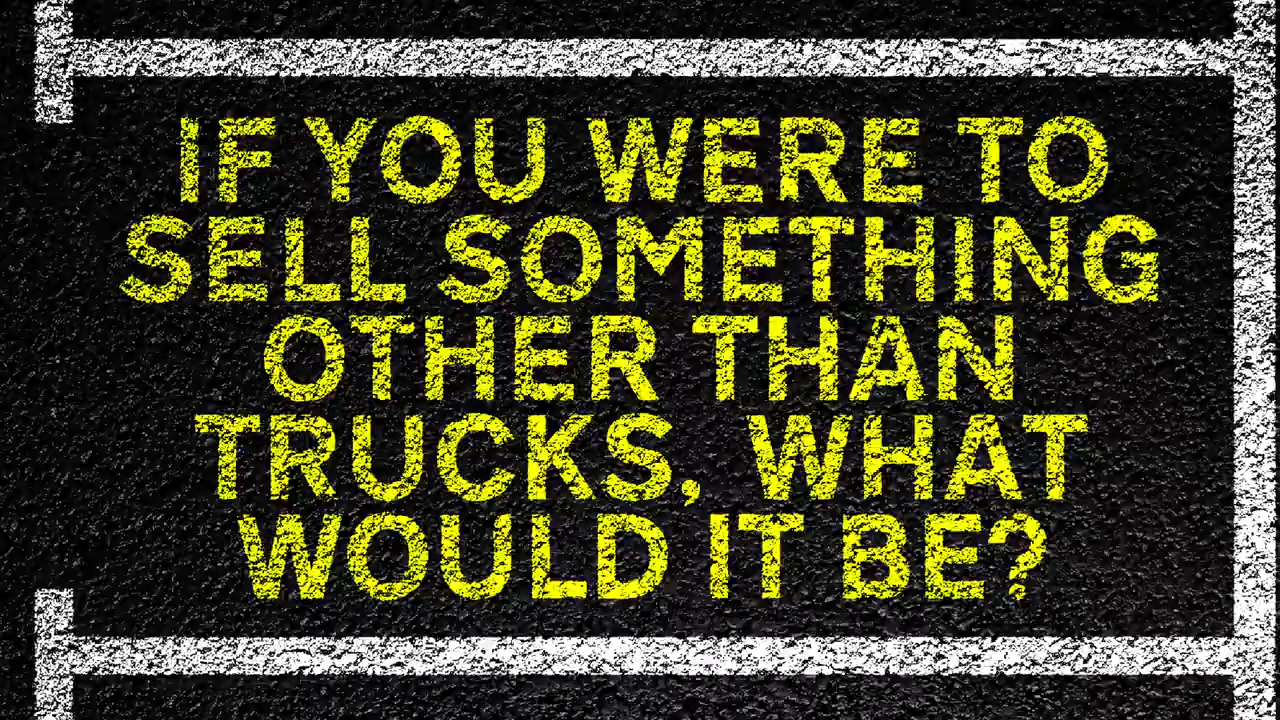 IF YOU WERE TO
SELL SOMETHING
OTHER THAN
TRUCKS, WHAT
WOULD IT BE?